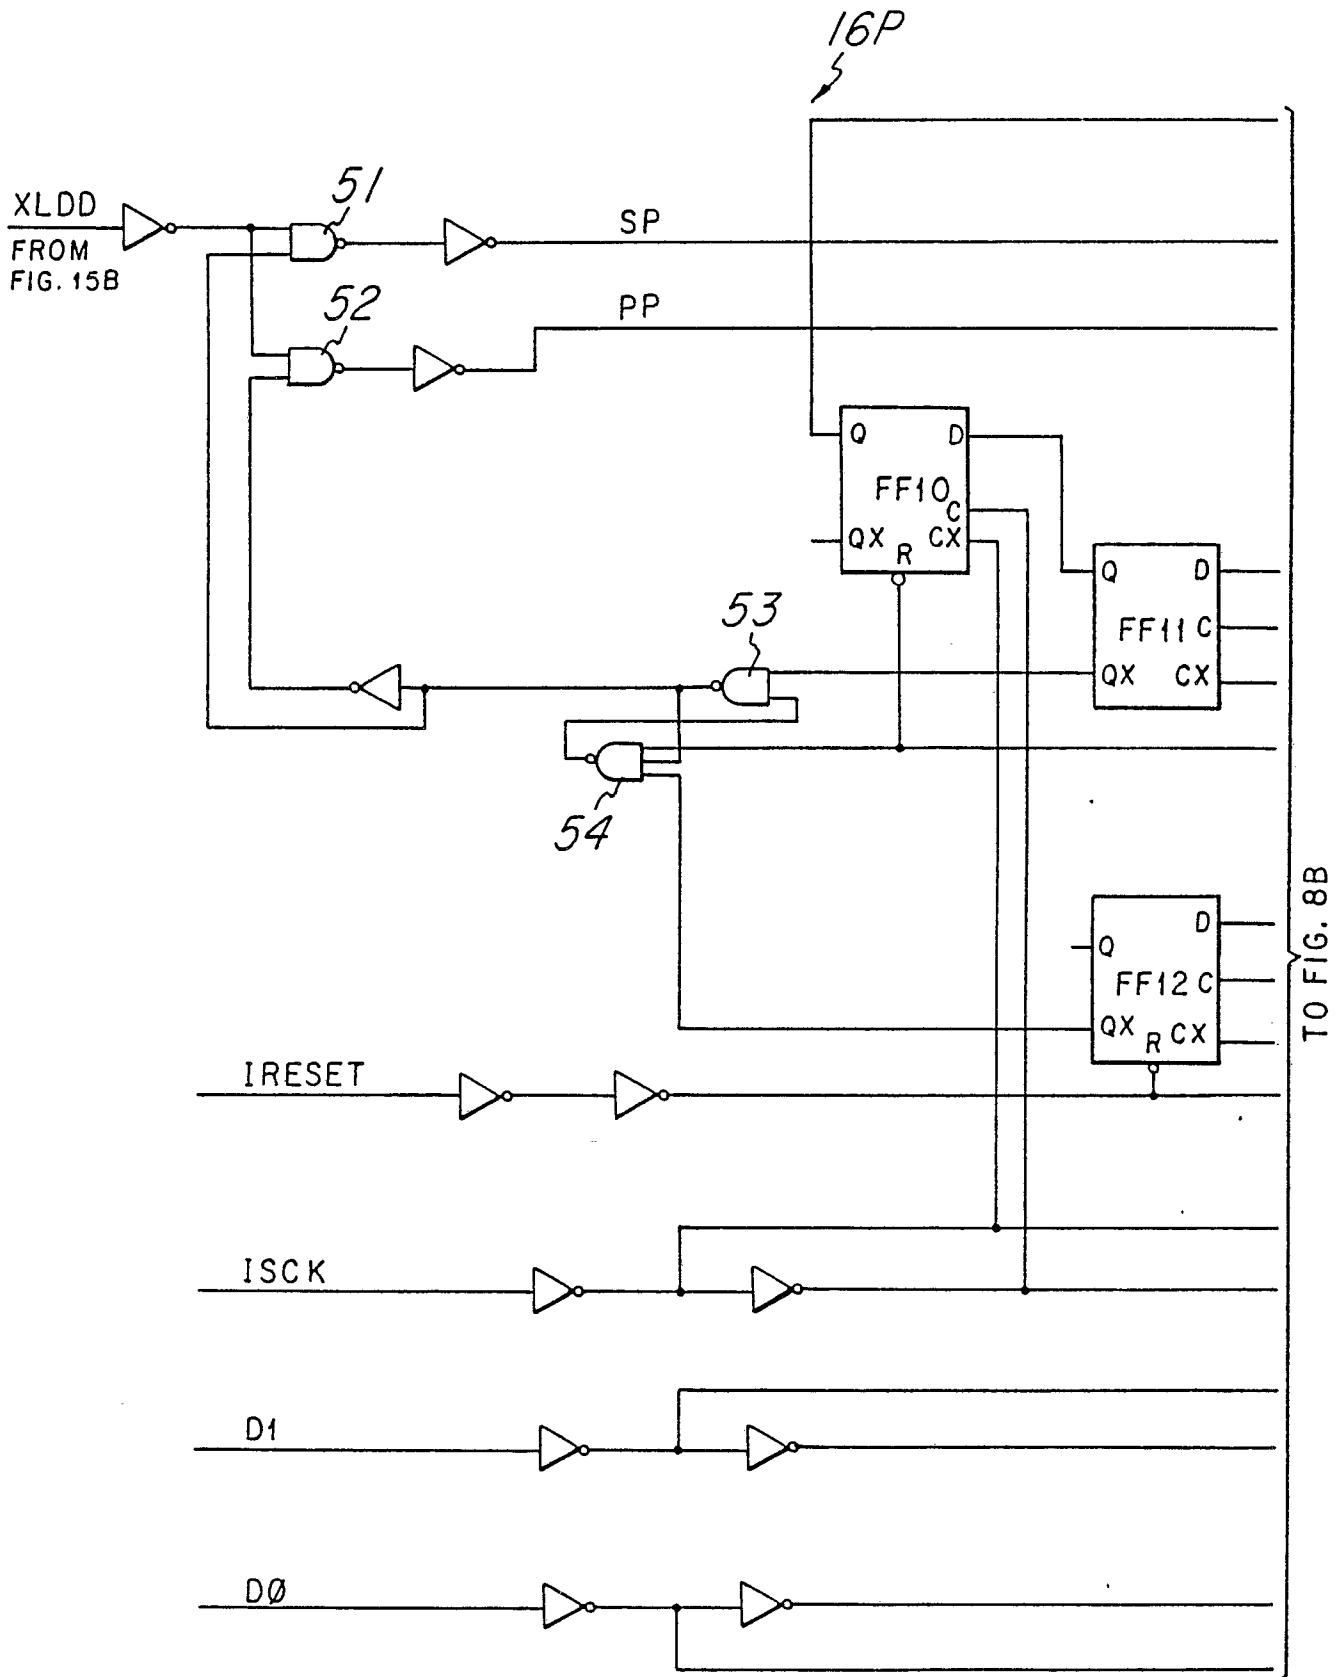 16P
XLDD
FROM
FIG. 15B
51
SP
52
PP
Q D
FF10
C
QX R CX
Q D
FF11 C
QX CX
53
54
D
Q
FF12 C
QX R CX
TO FIG. 8B
IRESET
ISCK
D1
DØ